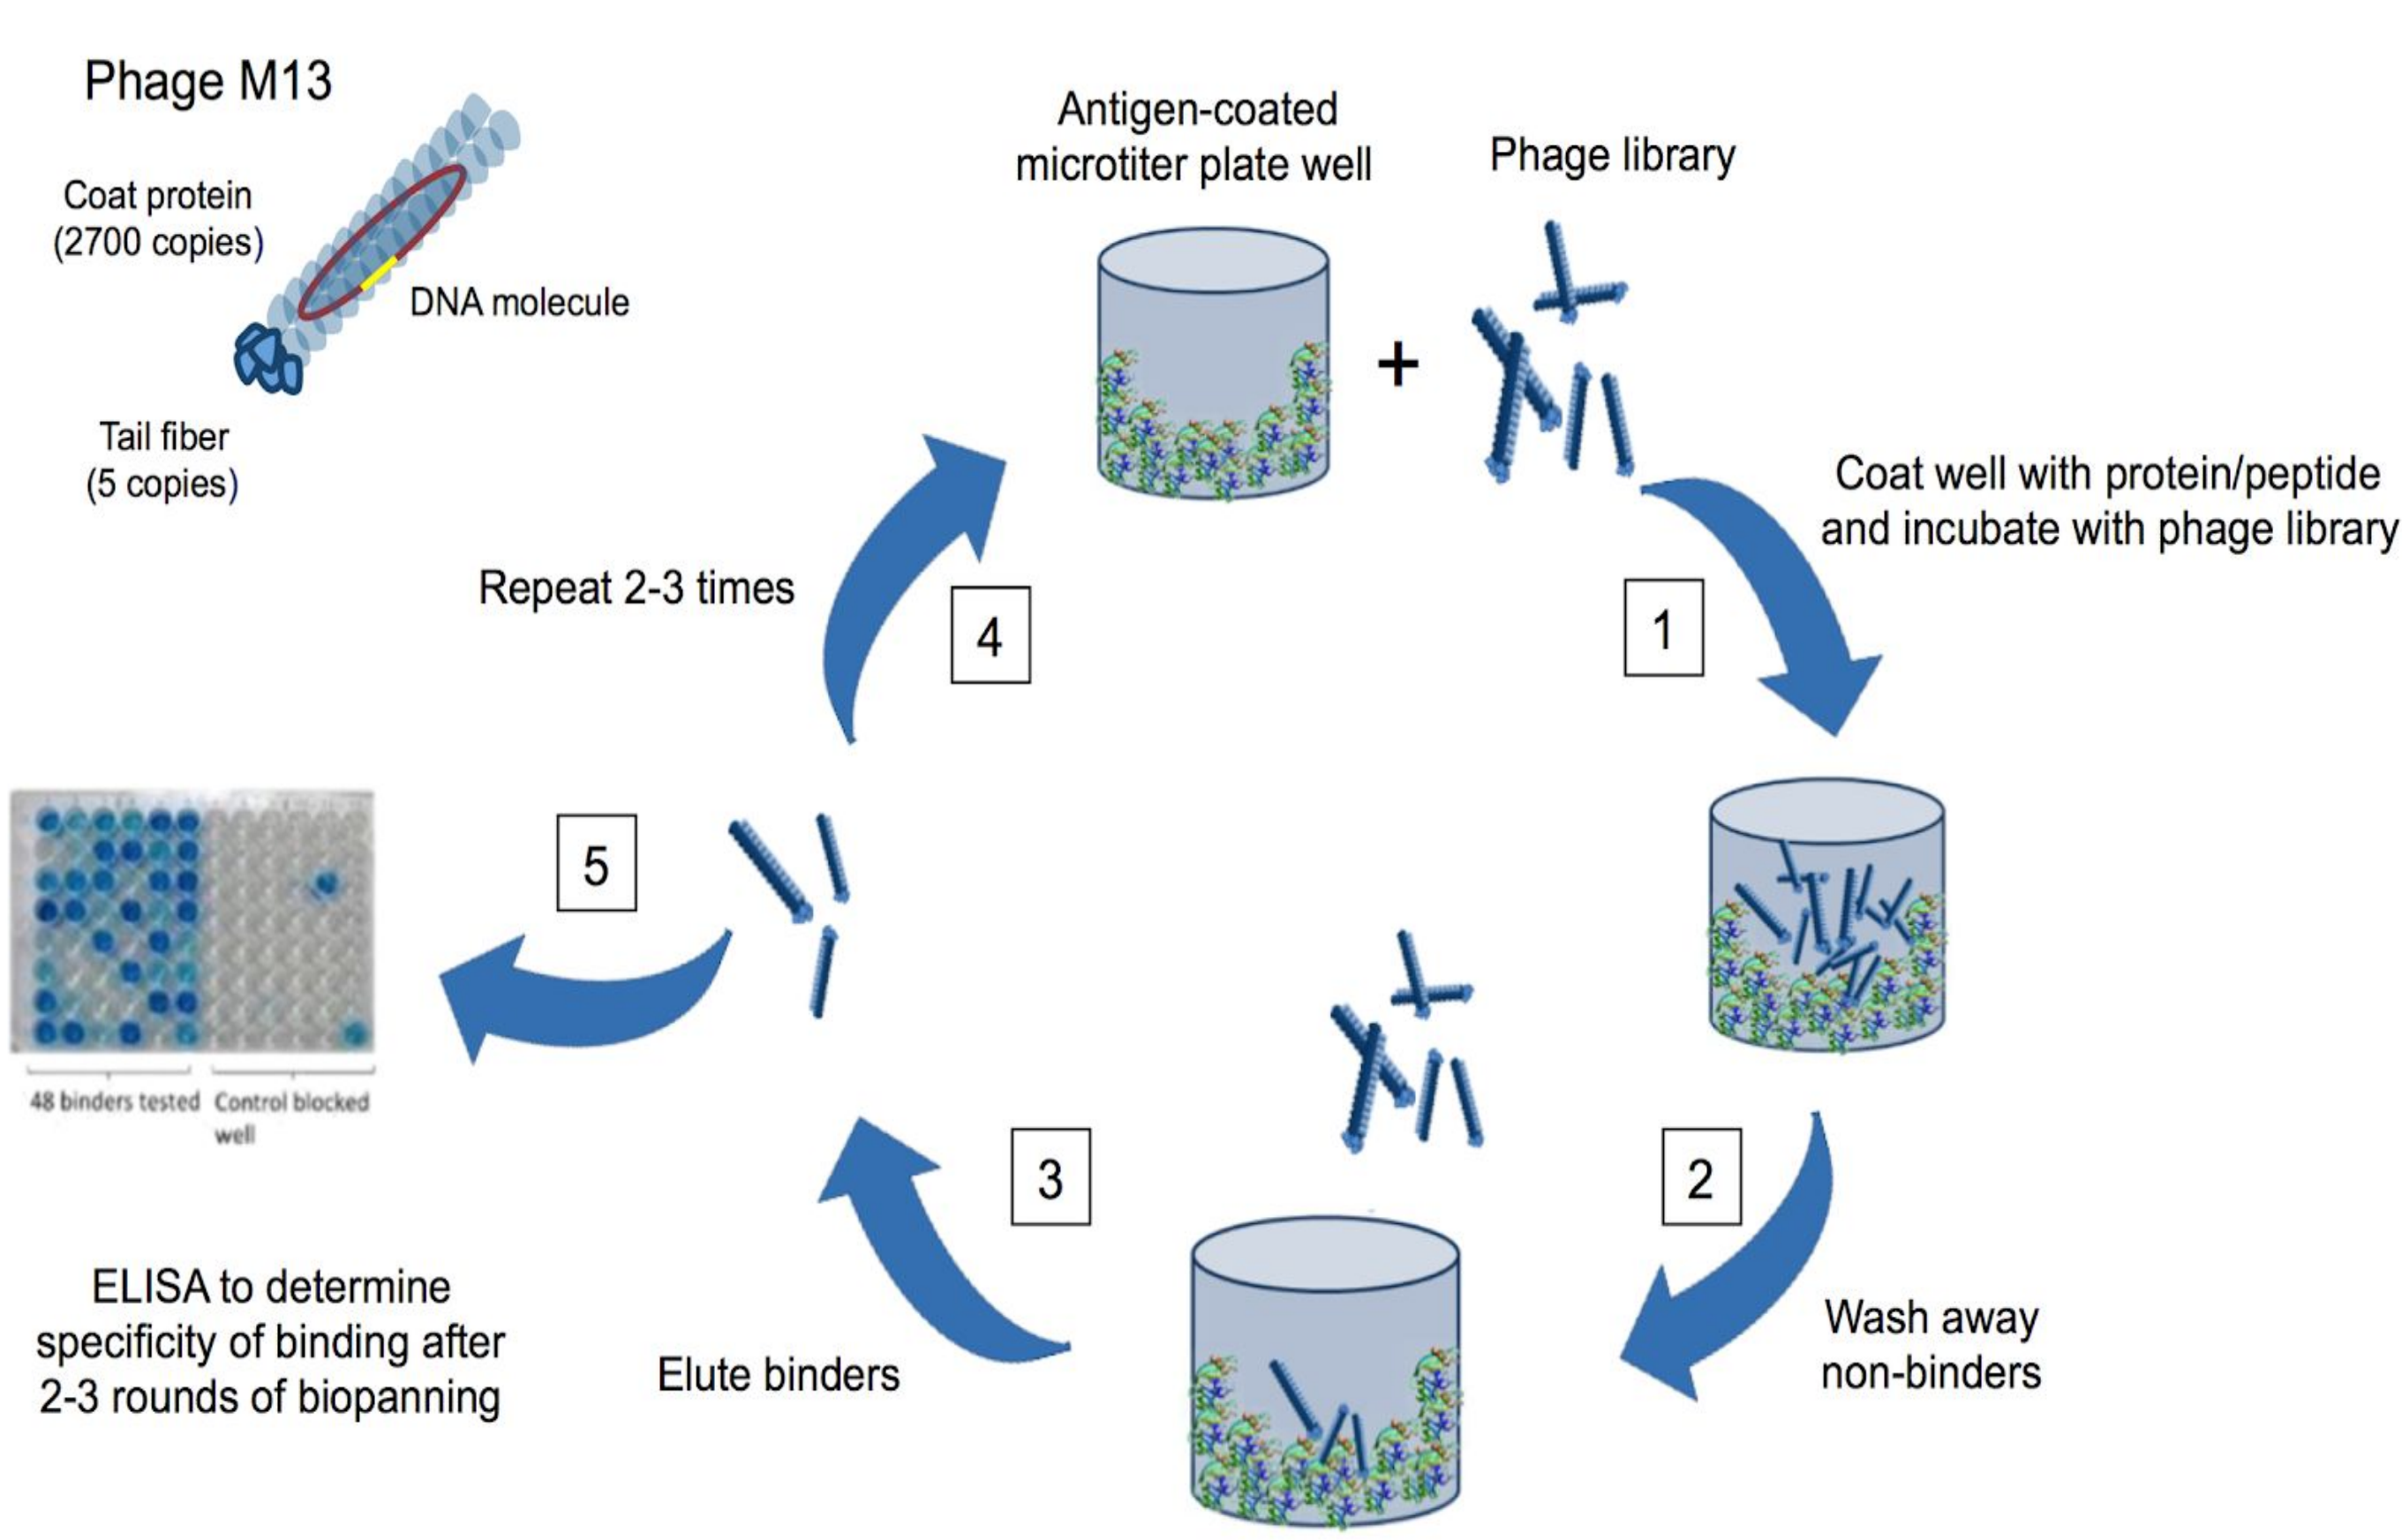 Phage M13
Coat protein
(2700 copies)
DNA molecule
Tail fiber
(5 copies)
Antigen-coated
microtiter plate well
Phage library
+
Coat well with protein/peptide
and incubate with phage library
1
2
Wash away
non-binders
3
Elute binders
4
Repeat 2-3 times
5
48 binders tested
Control blocked
well
ELISA to determine
specificity of binding after
2-3 rounds of biopanning